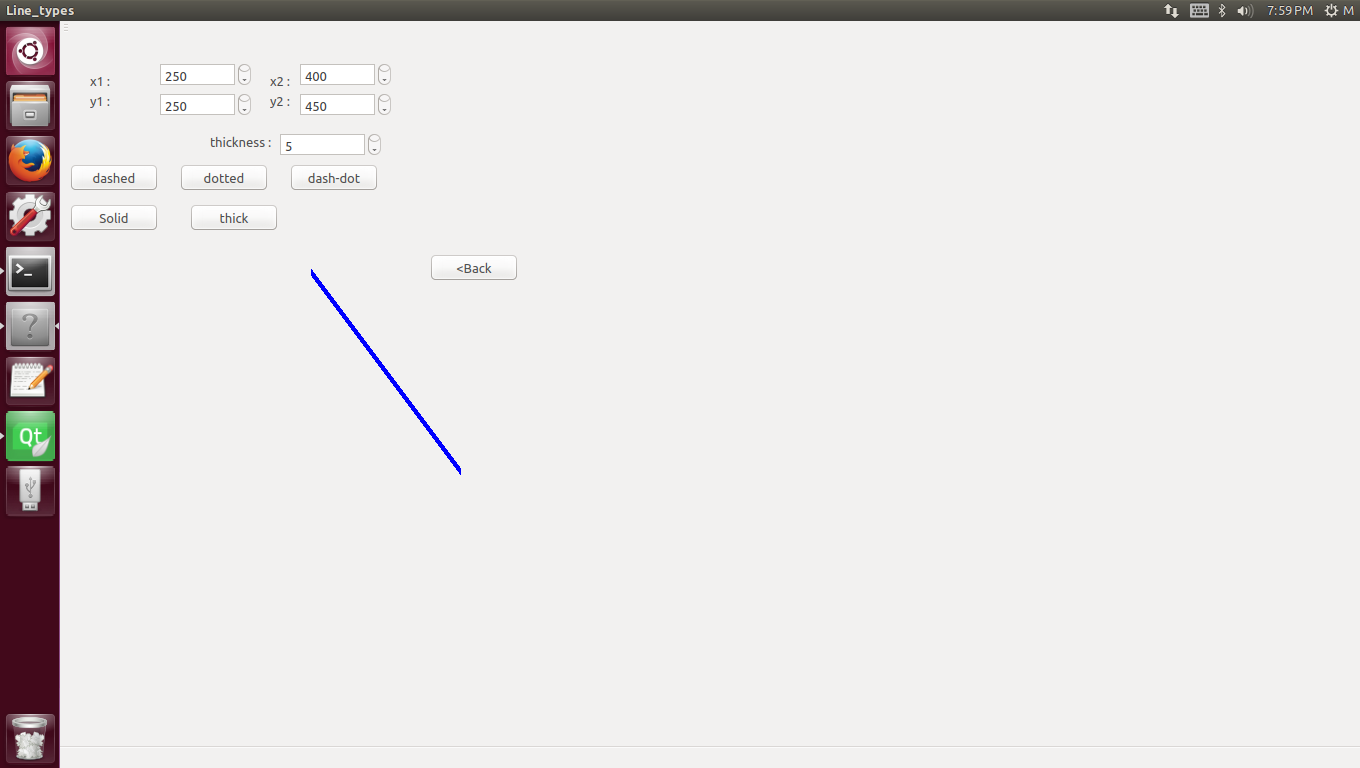 Line_types 7:59 PM M
x1 : 250 x2 : 400
y1 : 250 y2 : 450
thickness : 5
dashed dotted dash-dot
Solid thick
<Back
>_
?
Qt